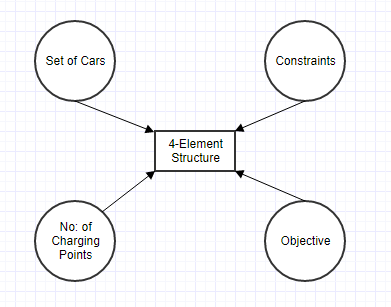 Set of Cars
Constraints
4-Element
Structure
No: of
Charging
Points
Objective